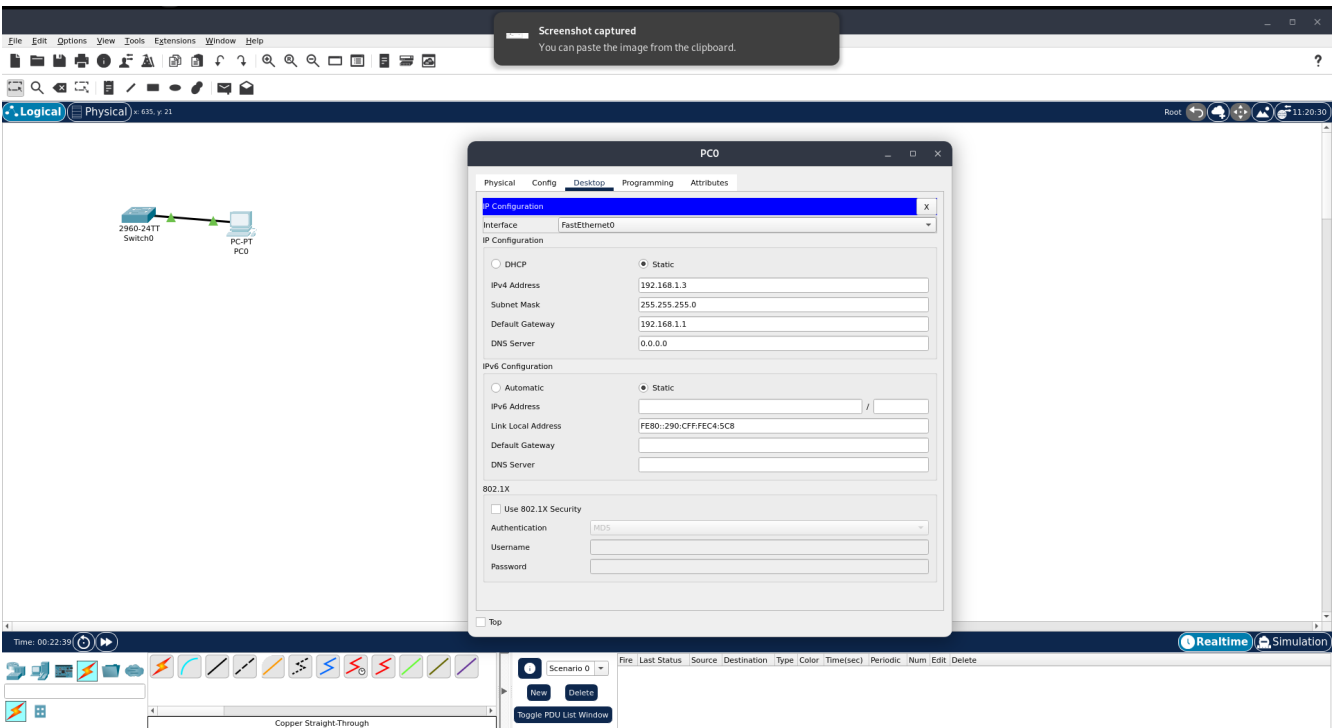 Screenshot captured
You can paste the image from the clipboard.
File Edit Options View Tools Extensions Window Help
?
Logical Physical x: 635, y: 21
Root 11:20:30
PC0
Physical Config Desktop Programming Attributes
IP Configuration X
Interface FastEthernet0
IP Configuration
DHCP Static
IPv4 Address 192.168.1.3
Subnet Mask 255.255.255.0
Default Gateway 192.168.1.1
DNS Server 0.0.0.0
IPv6 Configuration
Automatic Static
IPv6 Address /
Link Local Address FE80::290:CFF:FEC4:5C8
Default Gateway
DNS Server
802.1X
Use 802.1X Security
Authentication MD5
Username
Password
Top
2960-24TT
Switch0
PC-PT
PC0
Time: 00:22:39
Realtime Simulation
Scenario 0
New Delete
Toggle PDU List Window
Fire Last Status Source Destination Type Color Time(sec) Periodic Num Edit Delete
Copper Straight-Through